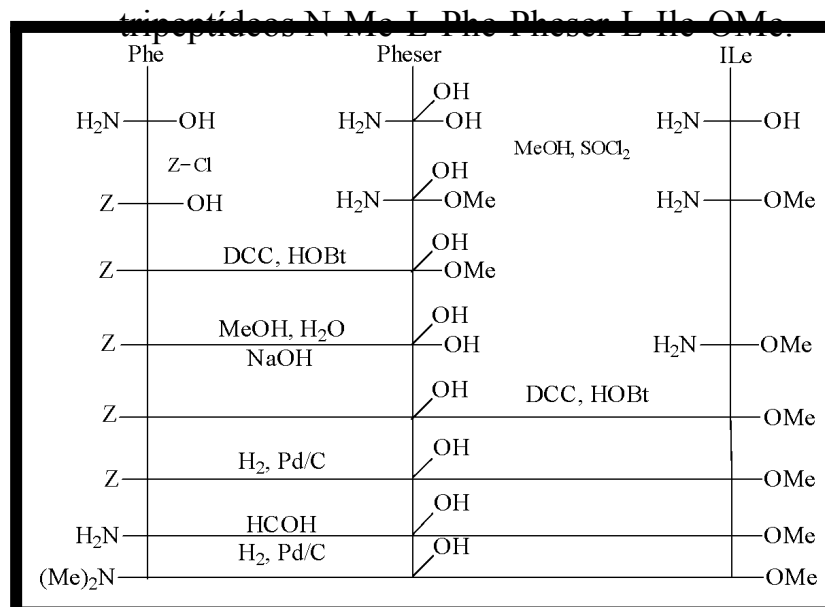 tripeptídeos N-Me-L-Phe-Pheser-L-Ile-OMe.
Phe Pheser ILe
OH
H₂N OH H₂N OH H₂N OH
MeOH, SOCl₂
Z-Cl
OH
Z OH H₂N OMe H₂N OMe
OH
DCC, HOBt
Z OMe
OH
MeOH, H₂O
Z OH H₂N OMe
NaOH
OH DCC, HOBt
Z OMe
OH
H₂, Pd/C
Z OMe
OH
HCOH
H₂N OMe
H₂, Pd/C OH
(Me)₂N OMe